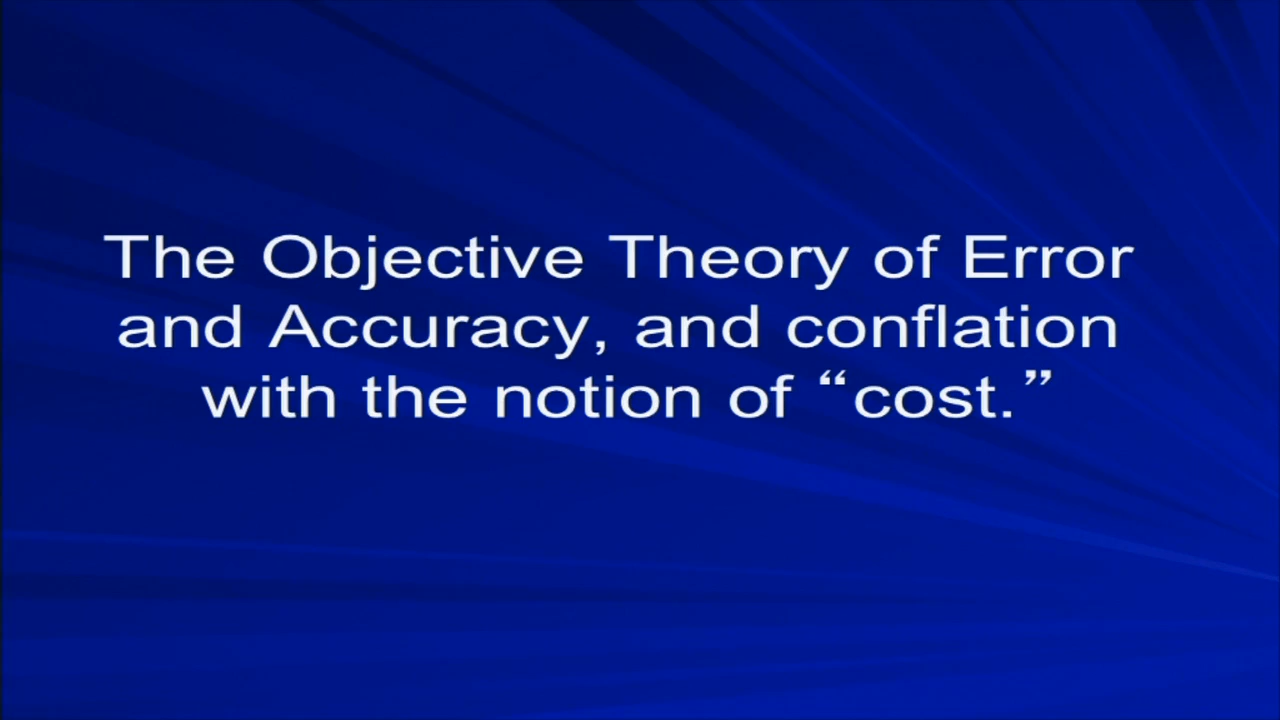 The Objective Theory of Error
and Accuracy, and conflation
with the notion of “cost.”